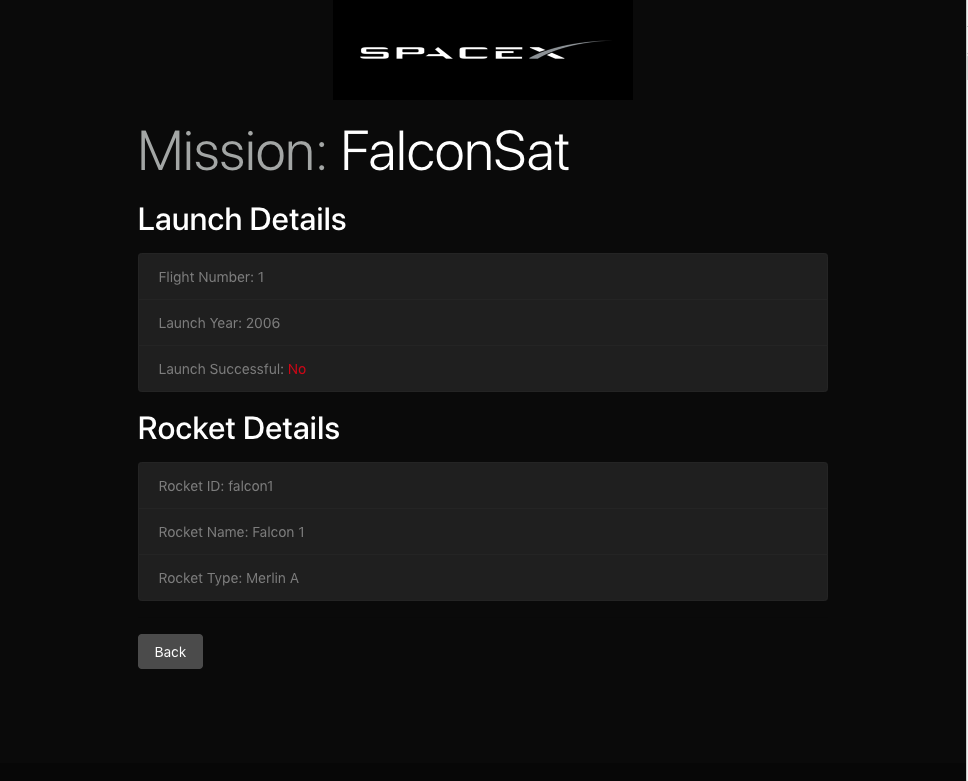 SPACEX
Mission: FalconSat
Launch Details
Flight Number: 1
Launch Year: 2006
Launch Successful: No
Rocket Details
Rocket ID: falcon1
Rocket Name: Falcon 1
Rocket Type: Merlin A
Back